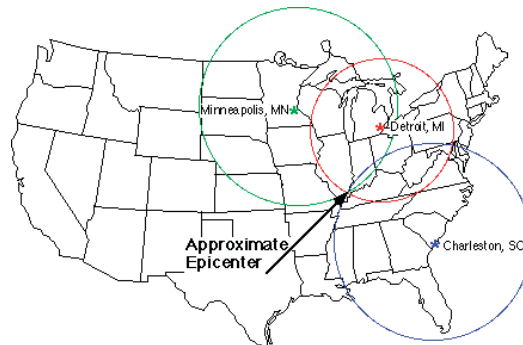 Minneapolis, MN
Detroit, MI
Approximate
Epicenter
Charleston, SC